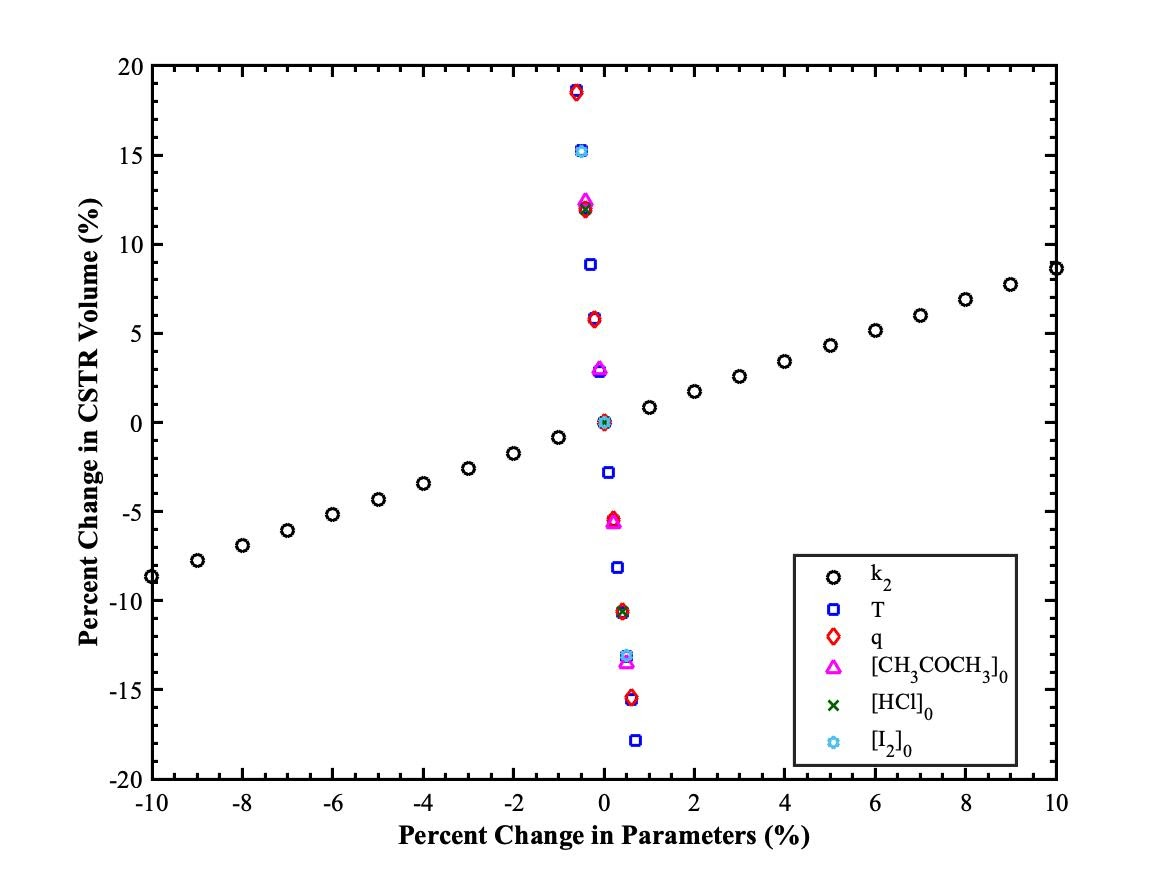 20
15
10
5
0
-5
-10
-15
-20
Percent Change in CSTR Volume (%)
-10 -8 -6 -4 -2 0 2 4 6 8 10
Percent Change in Parameters (%)
k2
T
q
[CH3COCH3]0
[HCl]0
[I2]0